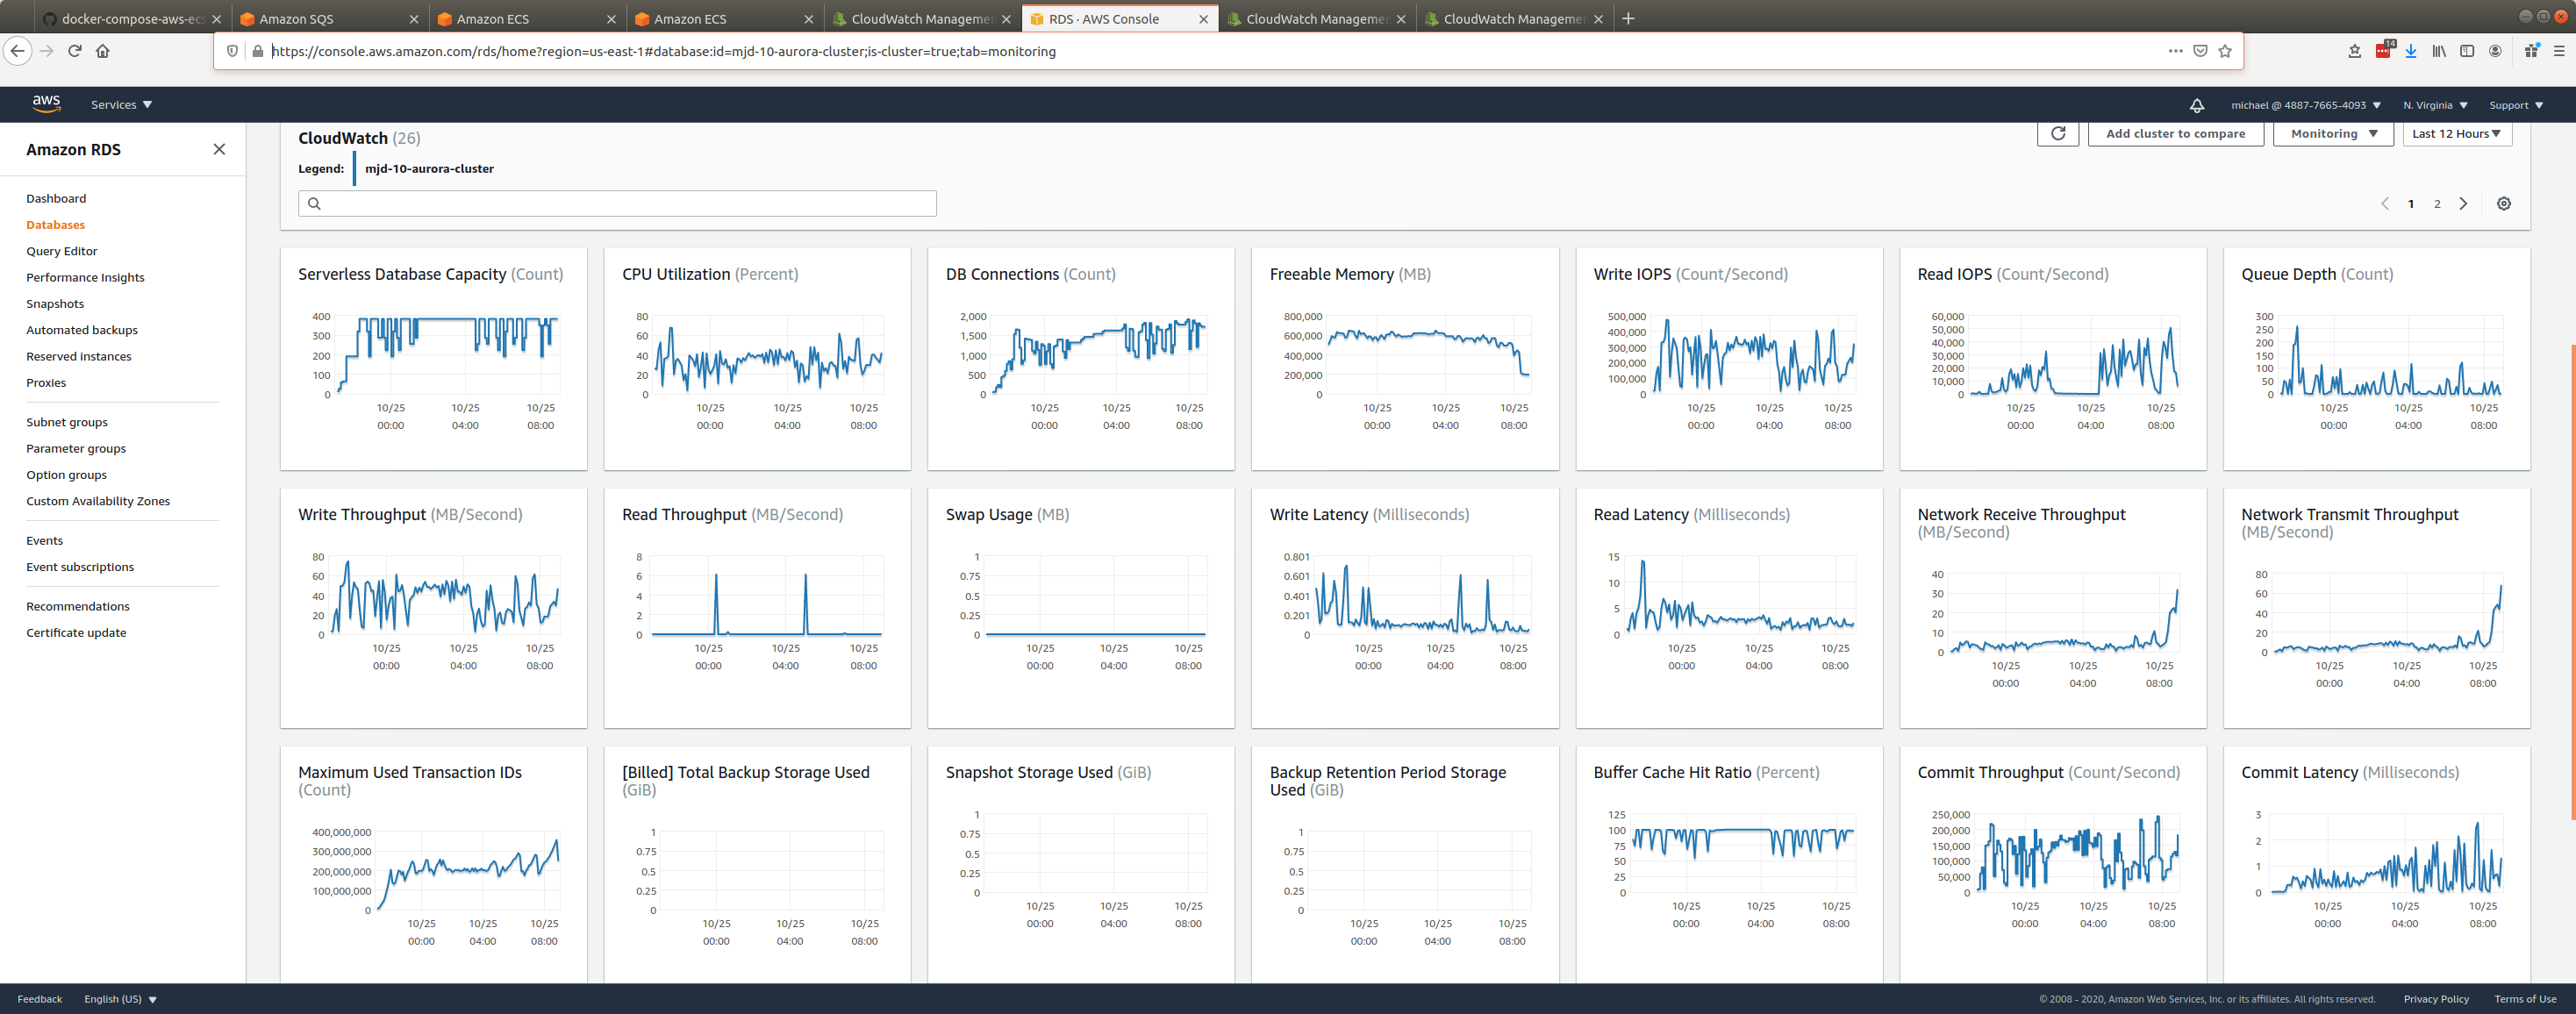 docker-compose-aws-ecs
Amazon SQS
Amazon ECS
Amazon ECS
CloudWatch Manageme
RDS · AWS Console
CloudWatch Manageme
CloudWatch Manageme
https://console.aws.amazon.com/rds/home?region=us-east-1#database:id=mjd-10-aurora-cluster;is-cluster=true;tab=monitoring
14
aws
Services
michael @ 4887-7665-4093
N. Virginia
Support
Amazon RDS
Dashboard
Databases
Query Editor
Performance Insights
Snapshots
Automated backups
Reserved instances
Proxies
Subnet groups
Parameter groups
Option groups
Custom Availability Zones
Events
Event subscriptions
Recommendations
Certificate update
CloudWatch (26)
Add cluster to compare
Monitoring
Last 12 Hours
Legend: mjd-10-aurora-cluster
1 2
Serverless Database Capacity (Count)
400
300
200
100
0
10/25 10/25 10/25
00:00 04:00 08:00
CPU Utilization (Percent)
80
60
40
20
0
10/25 10/25 10/25
00:00 04:00 08:00
DB Connections (Count)
2,000
1,500
1,000
500
0
10/25 10/25 10/25
00:00 04:00 08:00
Freeable Memory (MB)
800,000
600,000
400,000
200,000
0
10/25 10/25 10/25
00:00 04:00 08:00
Write IOPS (Count/Second)
500,000
400,000
300,000
200,000
100,000
0
10/25 10/25 10/25
00:00 04:00 08:00
Read IOPS (Count/Second)
60,000
50,000
40,000
30,000
20,000
10,000
0
10/25 10/25 10/25
00:00 04:00 08:00
Queue Depth (Count)
300
250
200
150
100
50
0
10/25 10/25 10/25
00:00 04:00 08:00
Write Throughput (MB/Second)
80
60
40
20
0
10/25 10/25 10/25
00:00 04:00 08:00
Read Throughput (MB/Second)
8
6
4
2
0
10/25 10/25 10/25
00:00 04:00 08:00
Swap Usage (MB)
1
0.75
0.5
0.25
0
10/25 10/25 10/25
00:00 04:00 08:00
Write Latency (Milliseconds)
0.801
0.601
0.401
0.201
0
10/25 10/25 10/25
00:00 04:00 08:00
Read Latency (Milliseconds)
15
10
5
0
10/25 10/25 10/25
00:00 04:00 08:00
Network Receive Throughput
(MB/Second)
40
30
20
10
0
10/25 10/25 10/25
00:00 04:00 08:00
Network Transmit Throughput
(MB/Second)
80
60
40
20
0
10/25 10/25 10/25
00:00 04:00 08:00
Maximum Used Transaction IDs
(Count)
400,000,000
300,000,000
200,000,000
100,000,000
0
10/25 10/25 10/25
00:00 04:00 08:00
[Billed] Total Backup Storage Used
(GiB)
1
0.75
0.5
0.25
0
10/25 10/25 10/25
00:00 04:00 08:00
Snapshot Storage Used (GiB)
1
0.75
0.5
0.25
0
10/25 10/25 10/25
00:00 04:00 08:00
Backup Retention Period Storage
Used (GiB)
1
0.75
0.5
0.25
0
10/25 10/25 10/25
00:00 04:00 08:00
Buffer Cache Hit Ratio (Percent)
125
100
75
50
25
0
10/25 10/25 10/25
00:00 04:00 08:00
Commit Throughput (Count/Second)
250,000
200,000
150,000
100,000
50,000
0
10/25 10/25 10/25
00:00 04:00 08:00
Commit Latency (Milliseconds)
3
2
1
0
10/25 10/25 10/25
00:00 04:00 08:00
Feedback
English (US)
© 2008 - 2020, Amazon Web Services, Inc. or its affiliates. All rights reserved.
Privacy Policy
Terms of Use